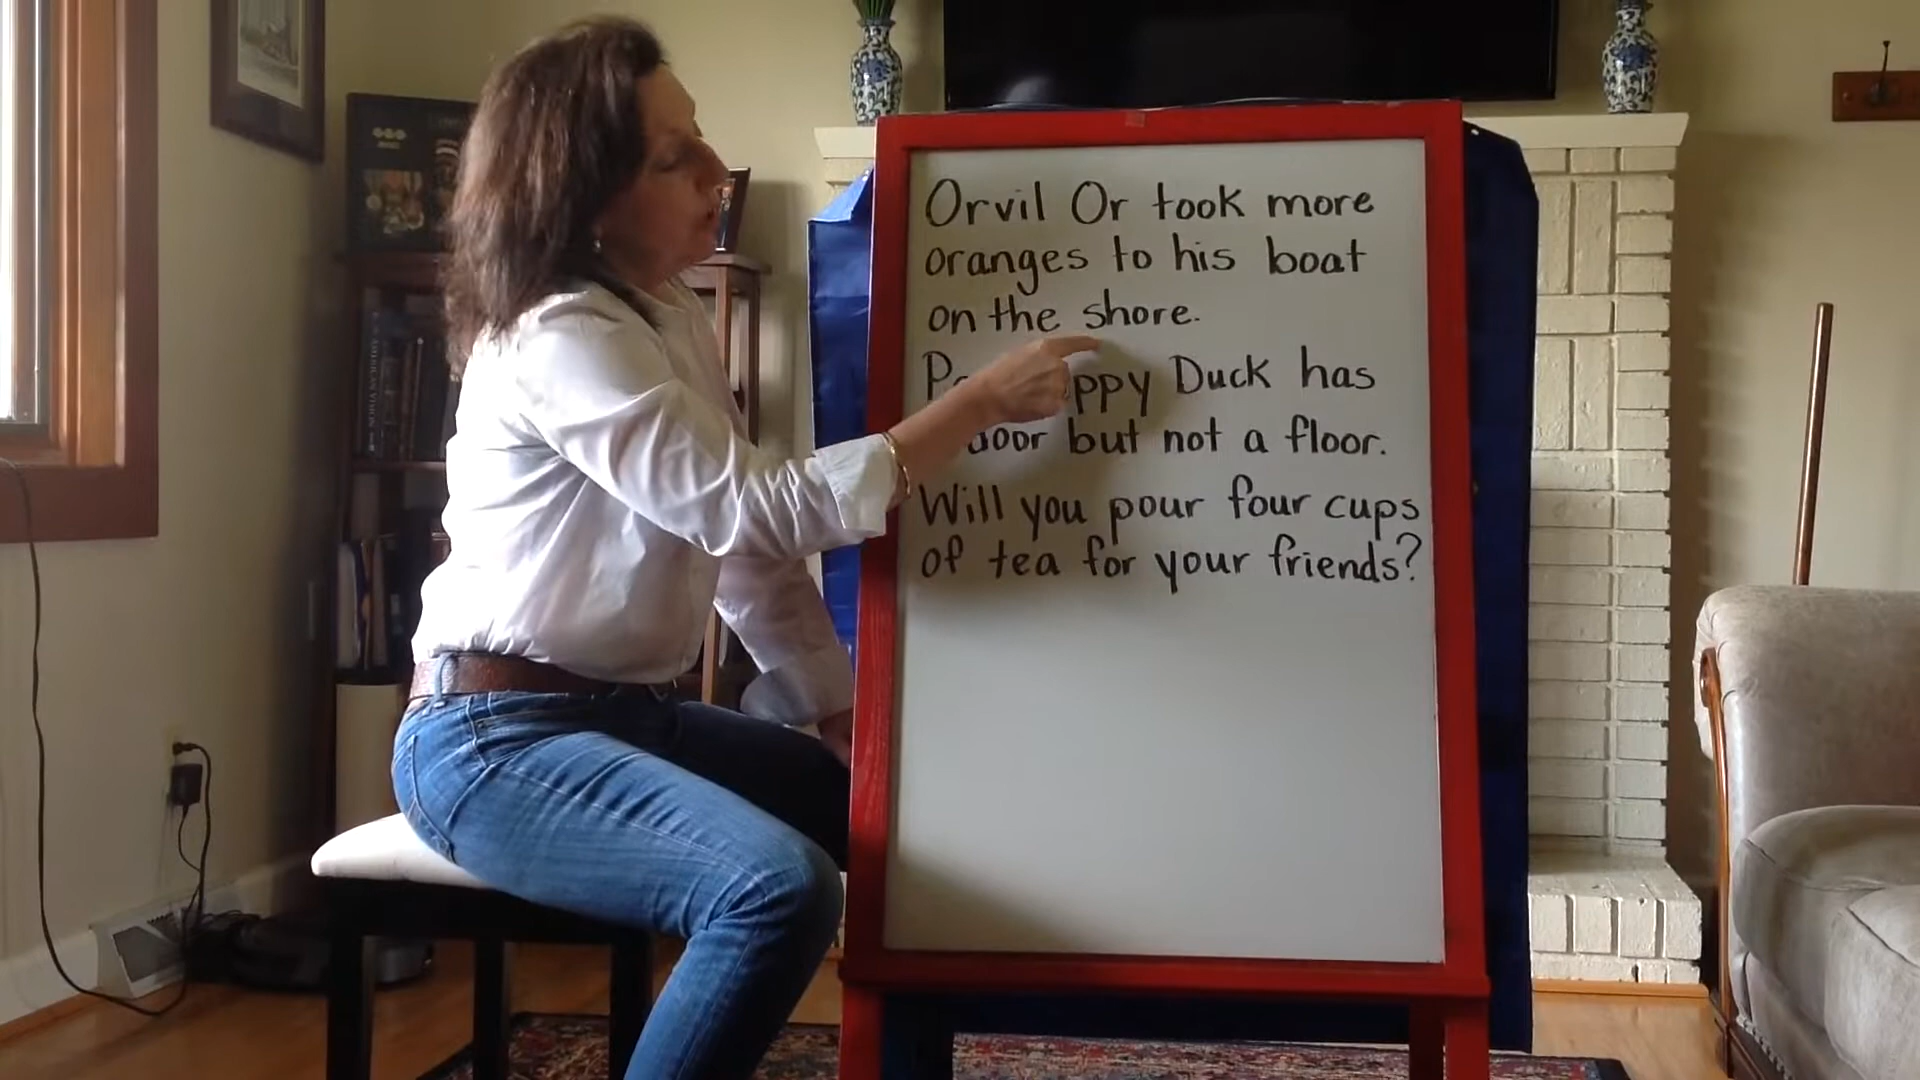 Orvil Or took more
oranges to his boat
on the shore.
Duck has
door but not a floor.
Will you pour four cups
of tea for your friends?